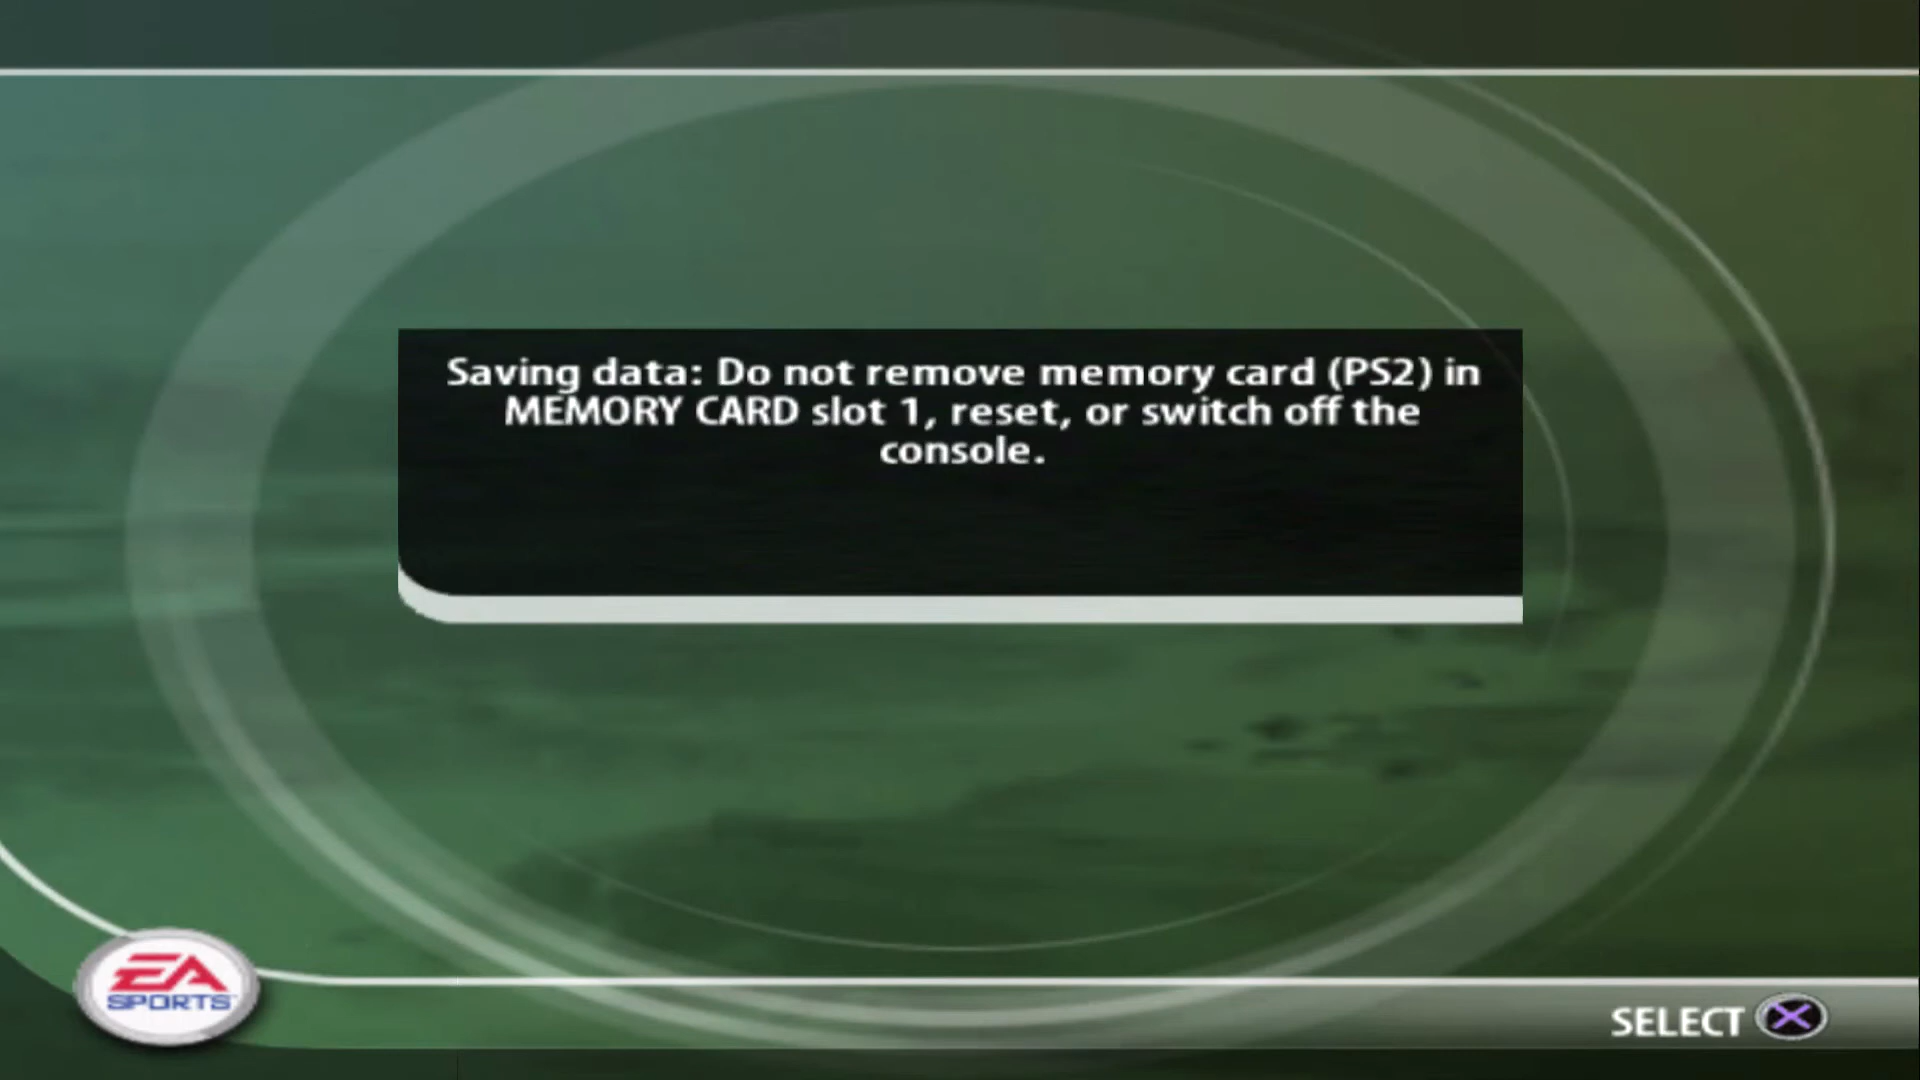 Saving data: Do not remove memory card (PS2) in
MEMORY CARD slot 1, reset, or switch off the
console.
EA
SPORTS
SELECT